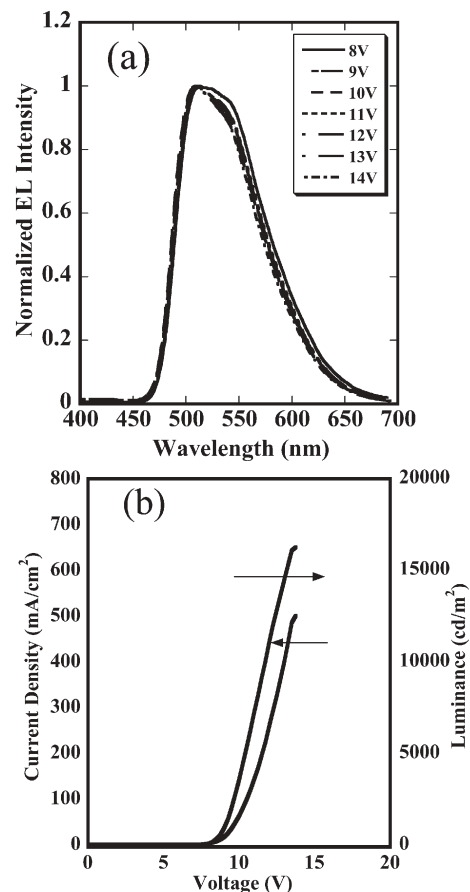 1.2
1
0.8
0.6
0.4
0.2
0
Normalized EL Intensity
(a)
8V
9V
10V
11V
12V
13V
14V
400 450 500 550 600 650 700
Wavelength (nm)
800
700
600
500
400
300
200
100
0
Current Density (mA/cm²)
(b)
20000
15000
10000
5000
0
Luminance (cd/m²)
0 5 10 15 20
Voltage (V)